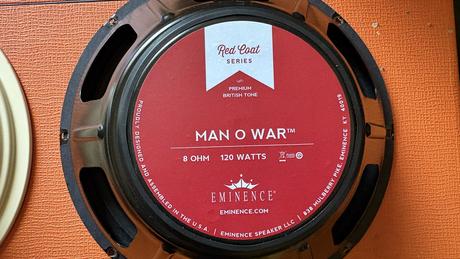 Red Coat
SERIES
PREMIUM
BRITISH TONE
MAN O WAR™
8 OHM 120 WATTS
EMINENCE
EMINENCE.COM
PROUDLY DESIGNED AND ASSEMBLED IN THE U.S.A. | EMINENCE SPEAKER LLC | 838 MULBERRY PIKE, EMINENCE KY 40019